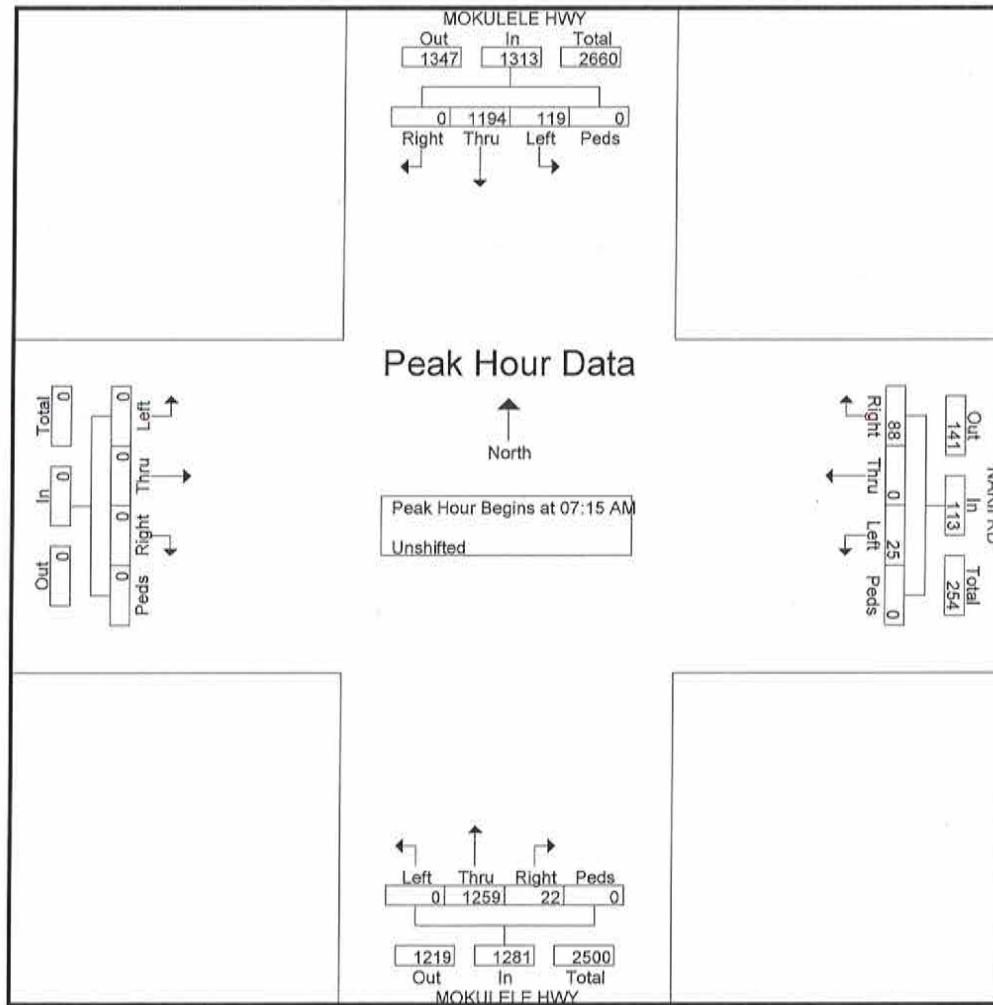 MOKULELE HWY
Out In Total
1347 1313 2660
0 1194 119 0
Right Thru Left Peds
Peak Hour Data
North
Peak Hour Begins at 07:15 AM
Unshifted
Left Thru Right Peds
0 0 0 0
Total In Out
0 0 0
Right Thru Left Peds
88 0 25 0
Out In Total
141 113 254
Left Thru Right Peds
0 1259 22 0
1219 1281 2500
Out In Total
MOKULELE HWY